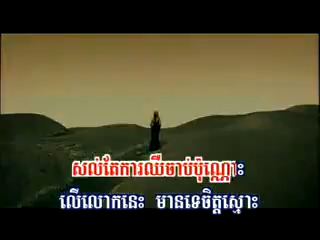 សល់តែការឈឺចាប់ប៉ុណ្ណោះ
លើលោកនេះ មានទេចិត្តស្មោះ